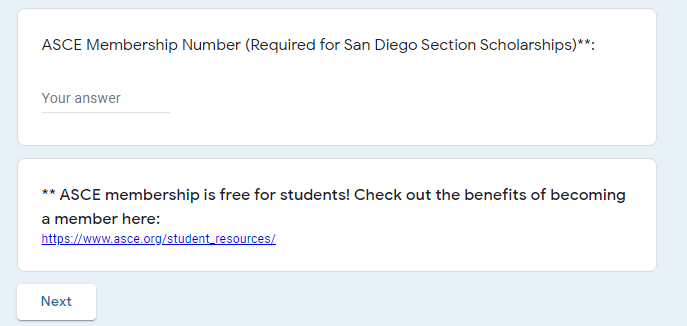 ASCE Membership Number (Required for San Diego Section Scholarships)**:
Your answer
** ASCE membership is free for students! Check out the benefits of becoming
a member here:
https://www.asce.org/student_resources/
Next